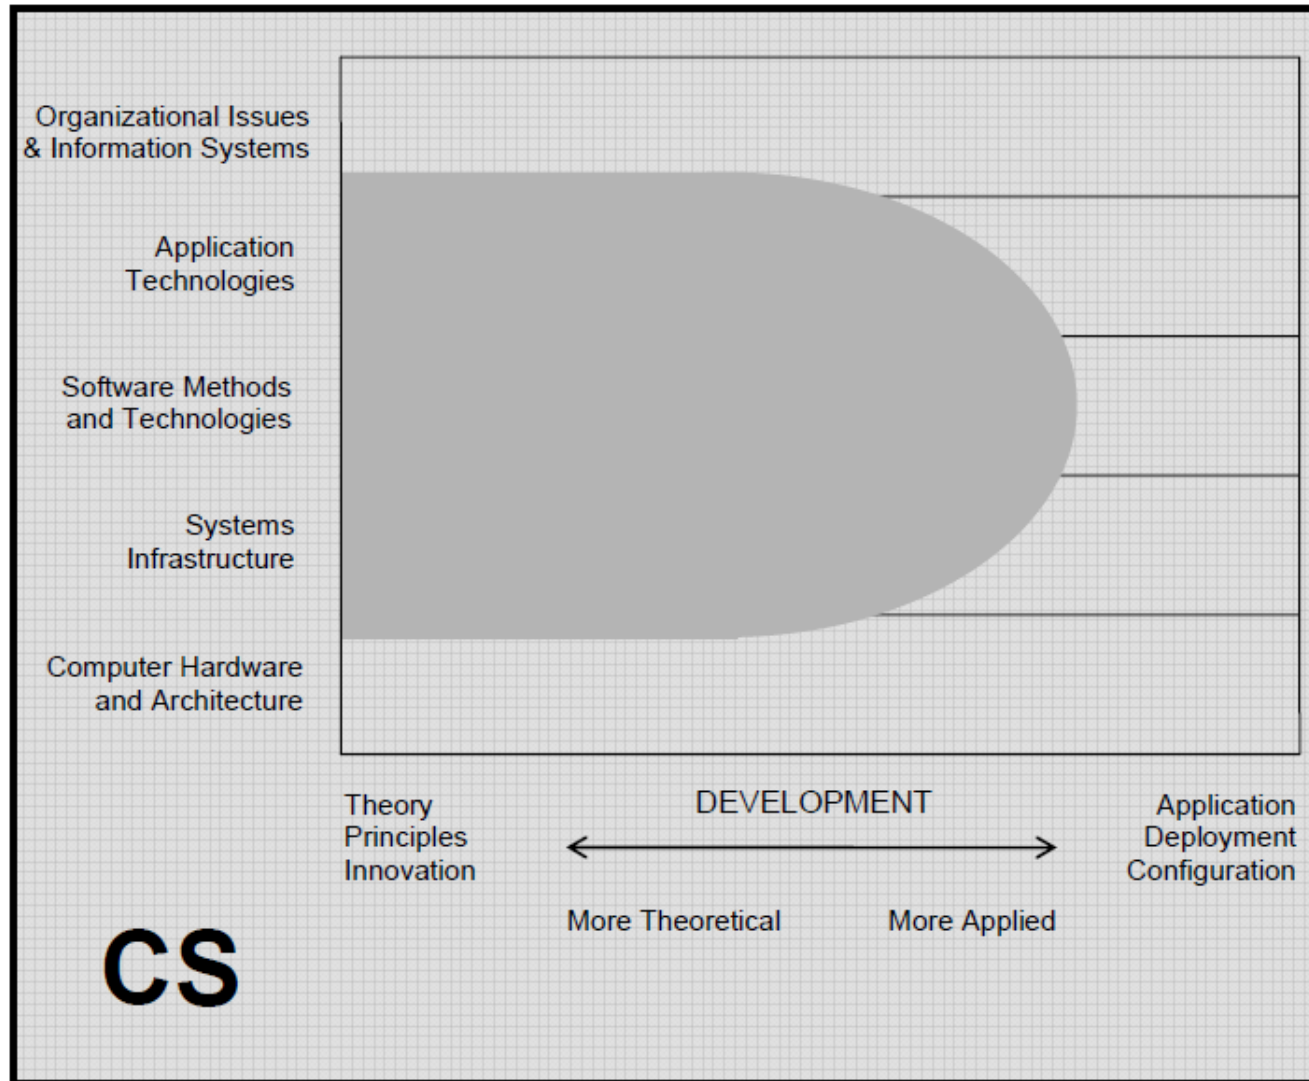 Organizational Issues
& Information Systems
Application
Technologies
Software Methods
and Technologies
Systems
Infrastructure
Computer Hardware
and Architecture
Theory
Principles
Innovation
DEVELOPMENT
Application
Deployment
Configuration
More Theoretical
More Applied
CS